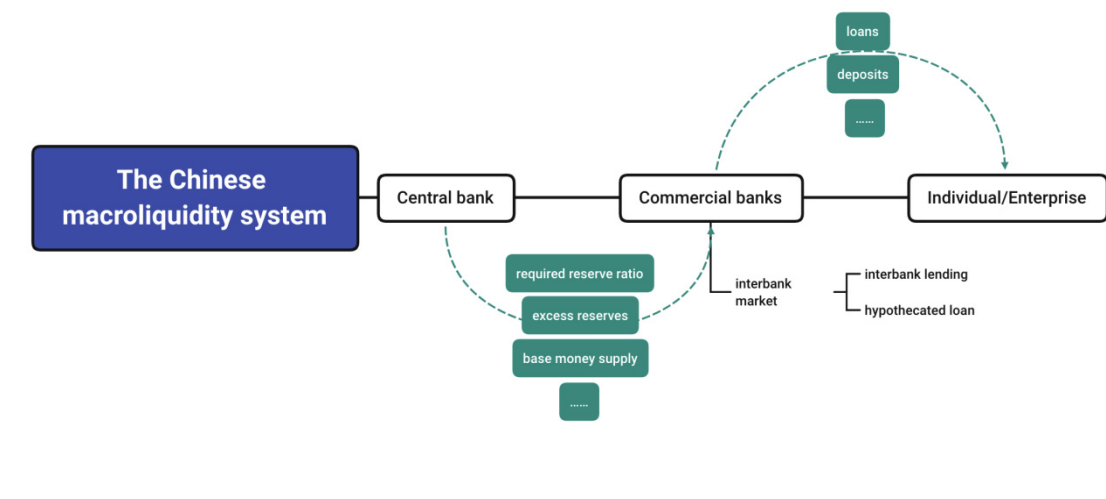 The Chinese
macroliquidity system
Central bank
Commercial banks
Individual/Enterprise
loans
deposits
......
required reserve ratio
excess reserves
base money supply
......
interbank
market
interbank lending
hypothecated loan